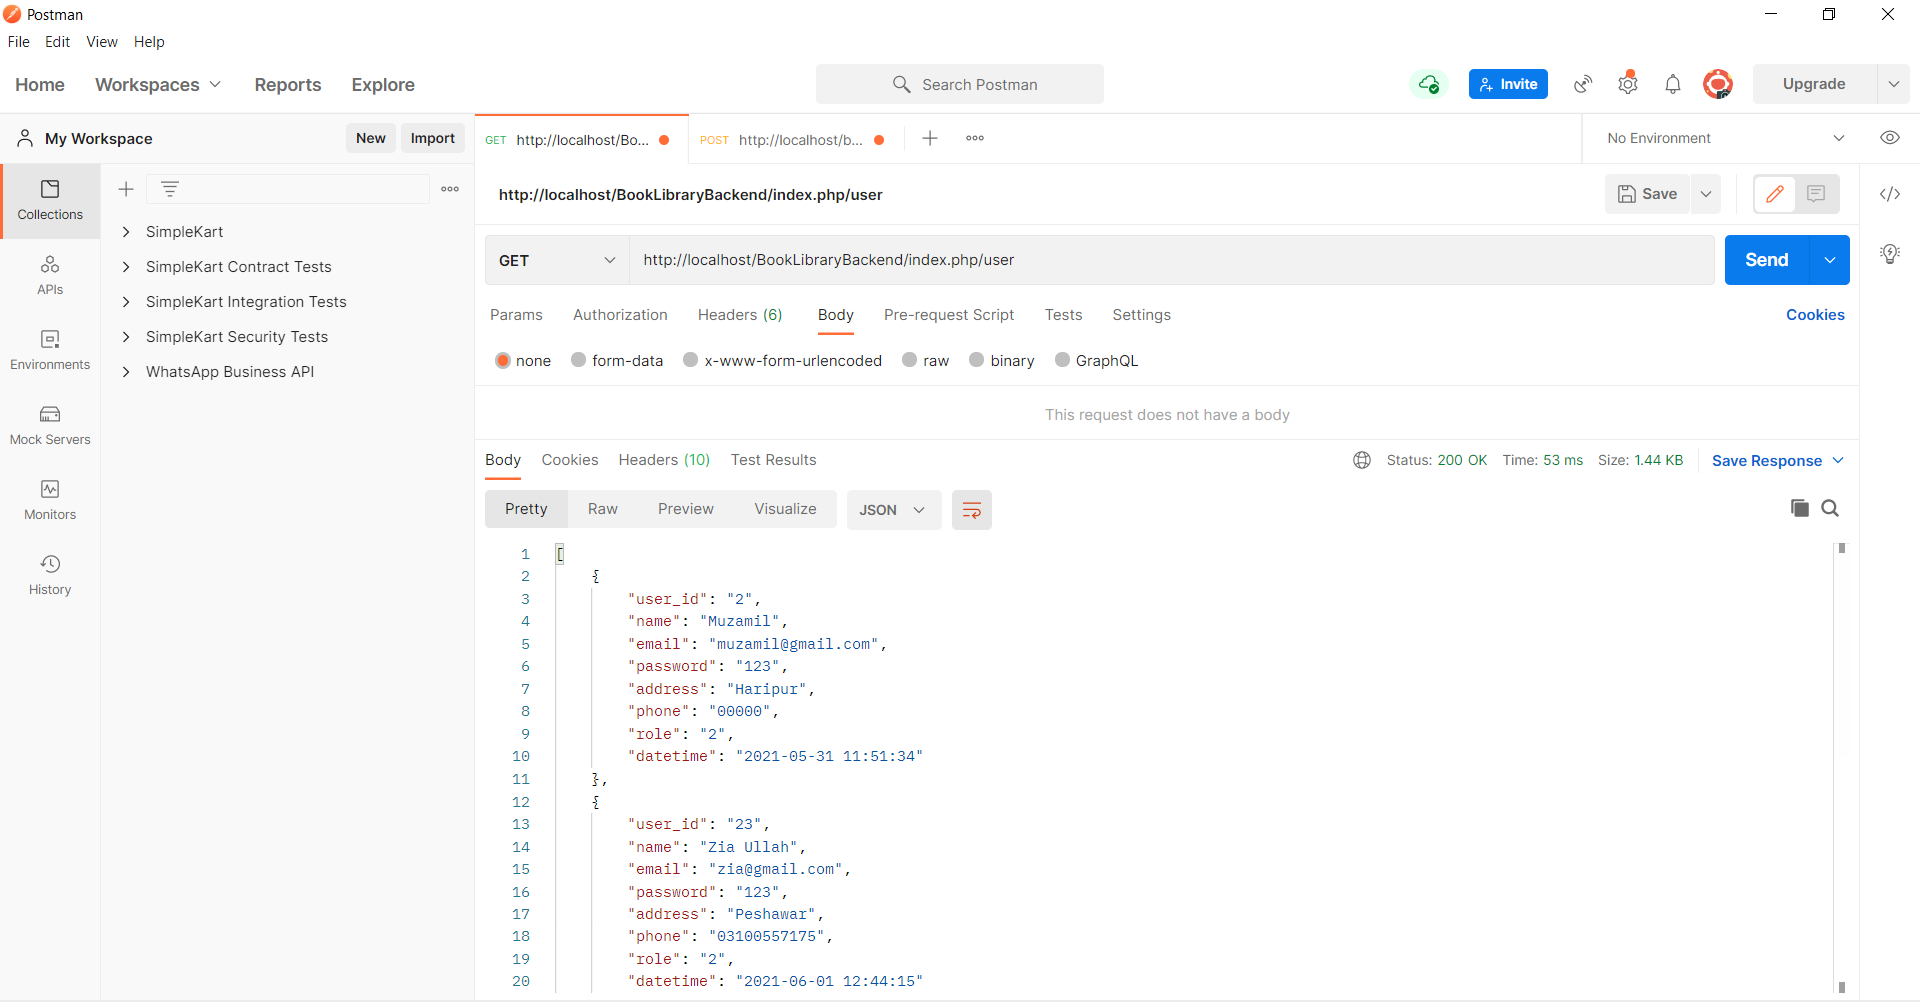 Postman
File Edit View Help
Home Workspaces Reports Explore Search Postman Invite Upgrade
My Workspace New Import GET http://localhost/Bo... POST http://localhost/b... No Environment
Collections
APIs
Environments
Mock Servers
Monitors
History
SimpleKart
SimpleKart Contract Tests
SimpleKart Integration Tests
SimpleKart Security Tests
WhatsApp Business API
http://localhost/BookLibraryBackend/index.php/user Save
GET http://localhost/BookLibraryBackend/index.php/user Send
Params Authorization Headers (6) Body Pre-request Script Tests Settings Cookies
none form-data x-www-form-urlencoded raw binary GraphQL
This request does not have a body
Body Cookies Headers (10) Test Results Status: 200 OK Time: 53 ms Size: 1.44 KB Save Response
Pretty Raw Preview Visualize JSON
1 [
2 {
3 "user_id": "2",
4 "name": "Muzamil",
5 "email": "muzamil@gmail.com",
6 "password": "123",
7 "address": "Haripur",
8 "phone": "00000",
9 "role": "2",
10 "datetime": "2021-05-31 11:51:34"
11 },
12 {
13 "user_id": "23",
14 "name": "Zia Ullah",
15 "email": "zia@gmail.com",
16 "password": "123",
17 "address": "Peshawar",
18 "phone": "03100557175",
19 "role": "2",
20 "datetime": "2021-06-01 12:44:15"